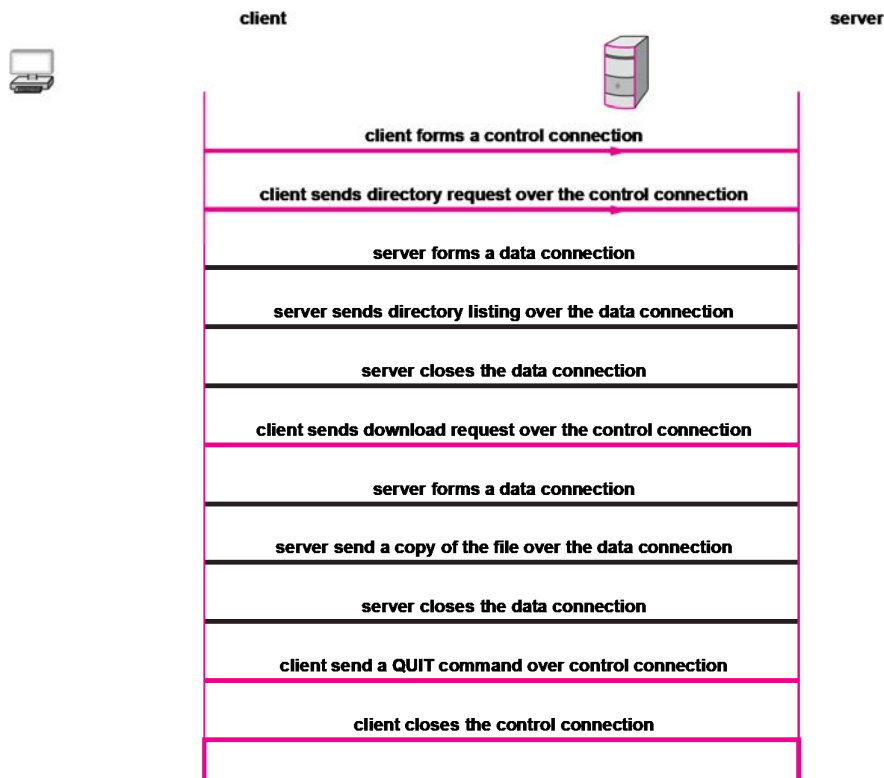 client
server
client forms a control connection
client sends directory request over the control connection
server forms a data connection
server sends directory listing over the data connection
server closes the data connection
client sends download request over the control connection
server forms a data connection
server send a copy of the file over the data connection
server closes the data connection
client send a QUIT command over control connection
client closes the control connection